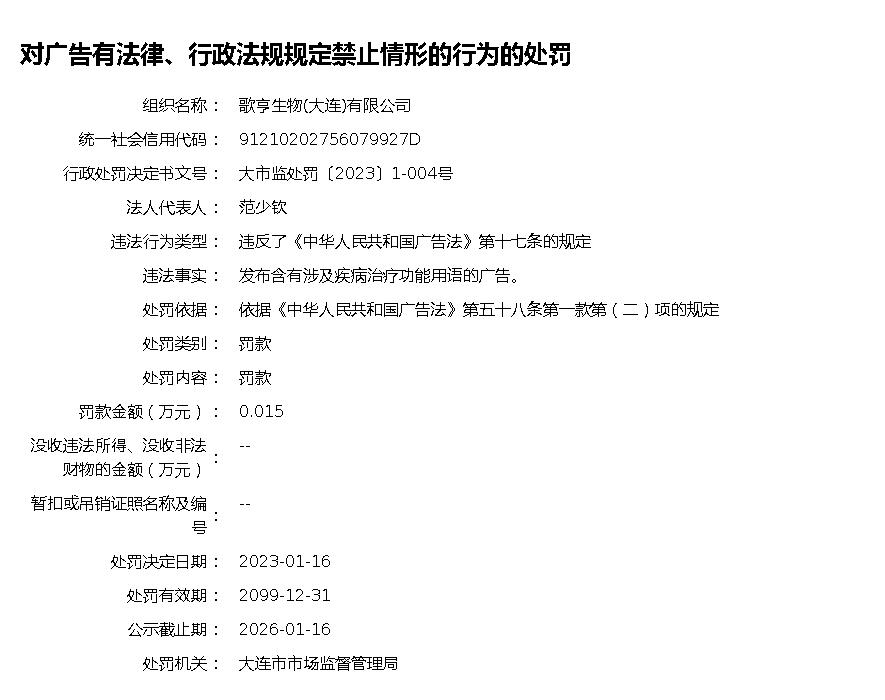 对广告有法律、行政法规规定禁止情形的行为的处罚
组织名称： 歌亨生物(大连)有限公司
统一社会信用代码： 91210202756079927D
行政处罚决定书文号： 大市监处罚〔2023〕1-004号
法人代表人： 范少钦
违法行为类型： 违反了《中华人民共和国广告法》第十七条的规定
违法事实： 发布含有涉及疾病治疗功能用语的广告。
处罚依据： 依据《中华人民共和国广告法》第五十八条第一款第（二）项的规定
处罚类别： 罚款
处罚内容： 罚款
罚款金额（万元）： 0.015
没收违法所得、没收非法
财物的金额（万元）： --
暂扣或吊销证照名称及编
号： --
处罚决定日期： 2023-01-16
处罚有效期： 2099-12-31
公示截止期： 2026-01-16
处罚机关： 大连市市场监督管理局